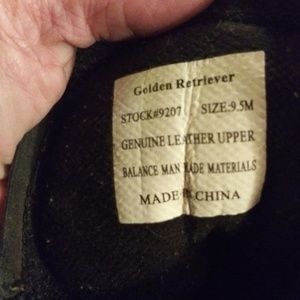 Golden Retriever
STOCK#9207 SIZE:9.5M
GENUINE LEATHER UPPER
BALANCE MAN MADE MATERIALS
MADE IN CHINA